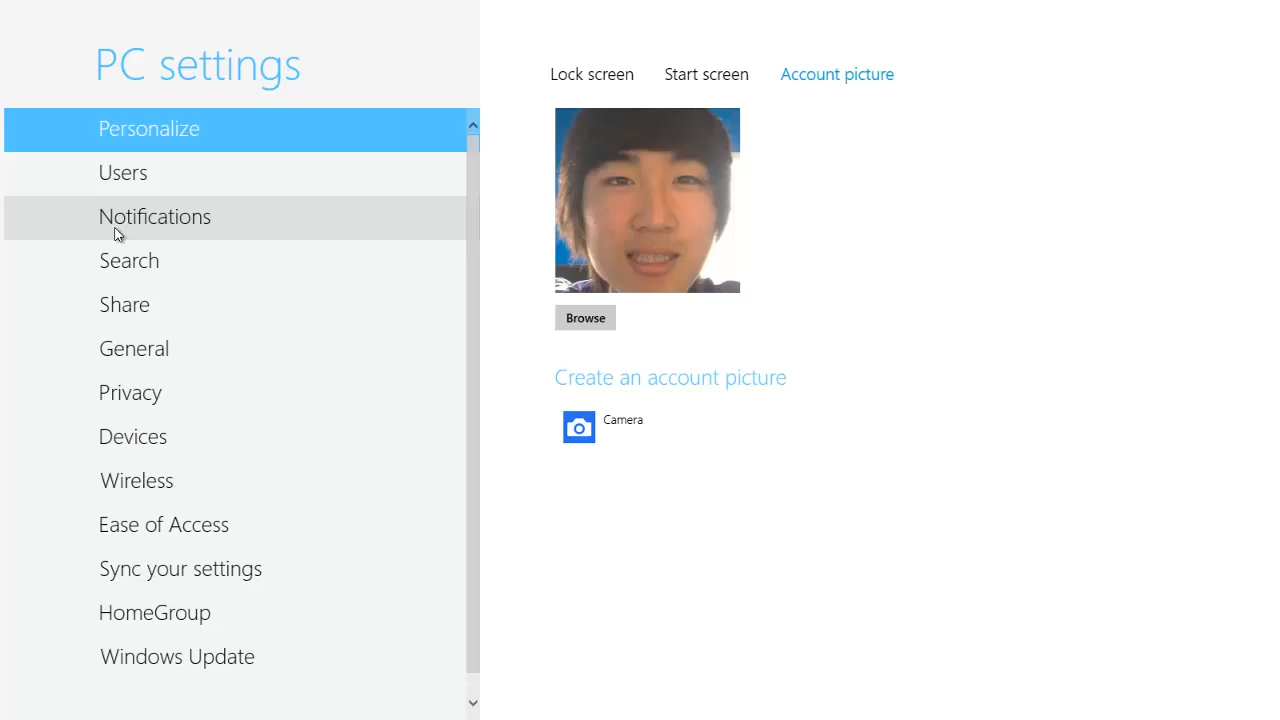 PC settings
Personalize
Users
Notifications
Search
Share
General
Privacy
Devices
Wireless
Ease of Access
Sync your settings
HomeGroup
Windows Update
Lock screen
Start screen
Account picture
Browse
Create an account picture
Camera